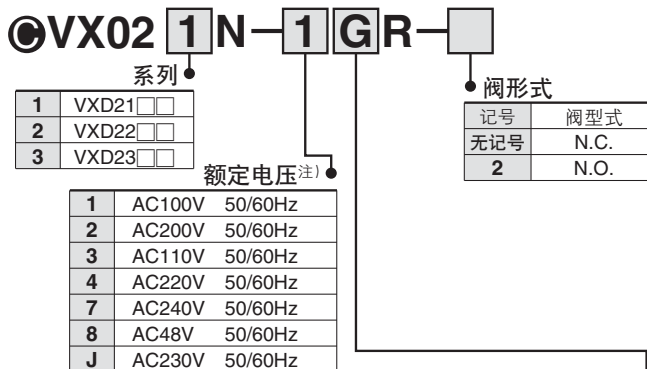 ⒸVX02 1 N－1 G R－□
系列
1 VXD21□□
2 VXD22□□
3 VXD23□□
额定电压注）
1 AC100V 50/60Hz
2 AC200V 50/60Hz
3 AC110V 50/60Hz
4 AC220V 50/60Hz
7 AC240V 50/60Hz
8 AC48V 50/60Hz
J AC230V 50/60Hz
阀形式
记号 阀型式
无记号 N.C.
2 N.O.